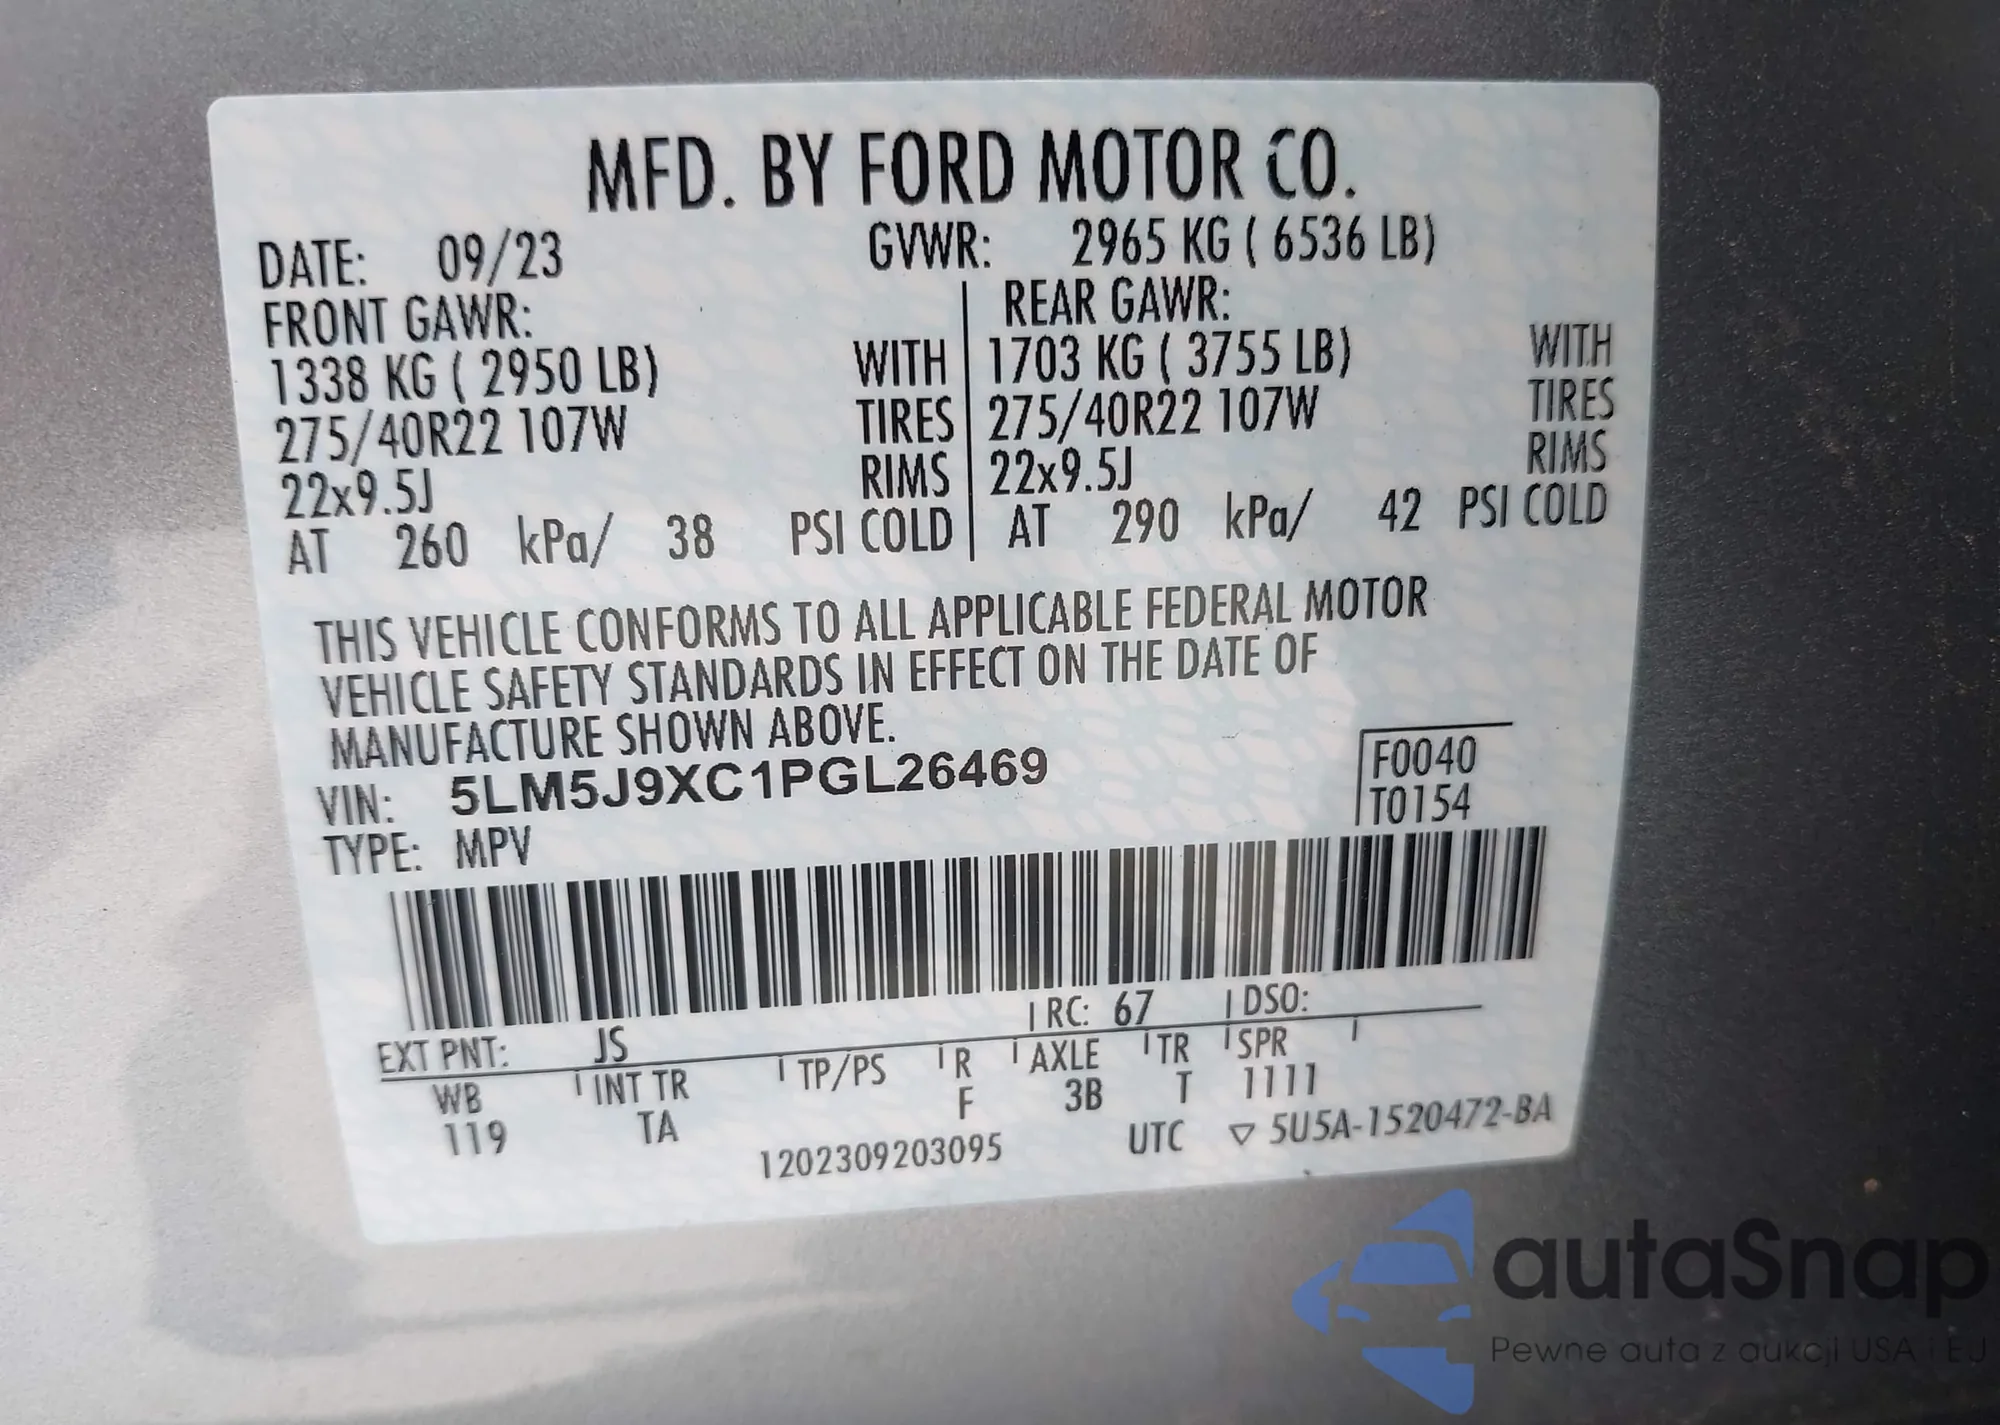 MFD. BY FORD MOTOR CO.
DATE: 09/23 GVWR: 2965 KG ( 6536 LB)
FRONT GAWR: REAR GAWR:
1338 KG ( 2950 LB) WITH 1703 KG ( 3755 LB) WITH
275/40R22 107W TIRES 275/40R22 107W TIRES
22x9.5J RIMS 22x9.5J RIMS
AT 260 kPa/ 38 PSI COLD AT 290 kPa/ 42 PSI COLD
THIS VEHICLE CONFORMS TO ALL APPLICABLE FEDERAL MOTOR
VEHICLE SAFETY STANDARDS IN EFFECT ON THE DATE OF
MANUFACTURE SHOWN ABOVE.
VIN: 5LM5J9XC1PGL26469 F0040
TYPE: MPV T0154
EXT PNT: JS RC: 67 DSO:
WB INT TR TP/PS R AXLE TR SPR
119 TA F 3B T 1111
1202309203095 UTC ▽ 5U5A-1520472-BA
autaSnap
Pewne auta z aukcji USA i EU